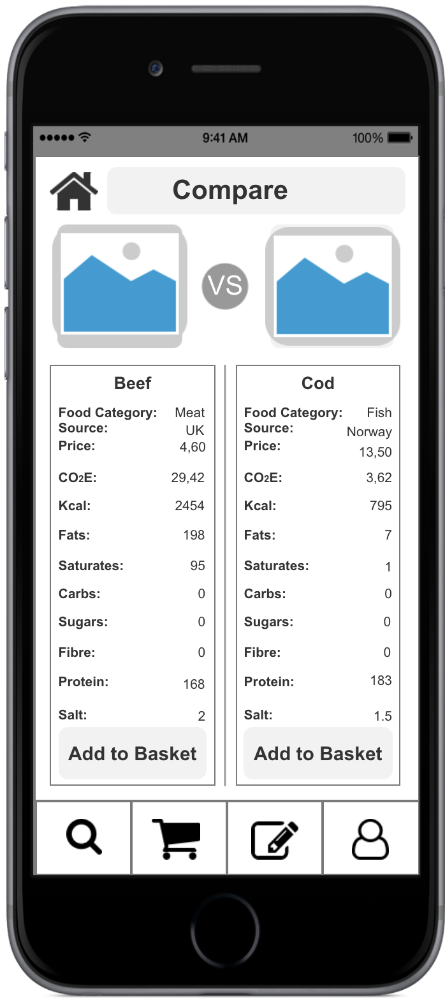 9:41 AM 100%
Compare
VS
Beef
Food Category: Meat
Source: UK
Price: 4,60
CO₂E: 29,42
Kcal: 2454
Fats: 198
Saturates: 95
Carbs: 0
Sugars: 0
Fibre: 0
Protein: 168
Salt: 2
Add to Basket
Cod
Food Category: Fish
Source: Norway
Price: 13,50
CO₂E: 3,62
Kcal: 795
Fats: 7
Saturates: 1
Carbs: 0
Sugars: 0
Fibre: 0
Protein: 183
Salt: 1.5
Add to Basket